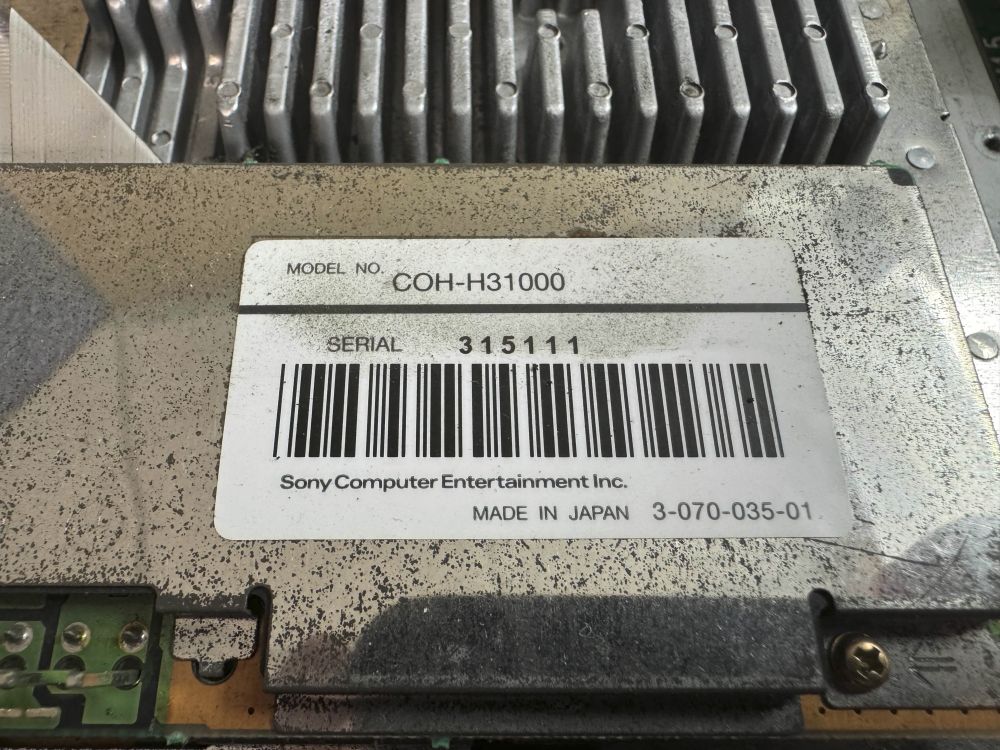 MODEL NO. COH-H31000
SERIAL 315111
Sony Computer Entertainment Inc.
MADE IN JAPAN 3-070-035-01